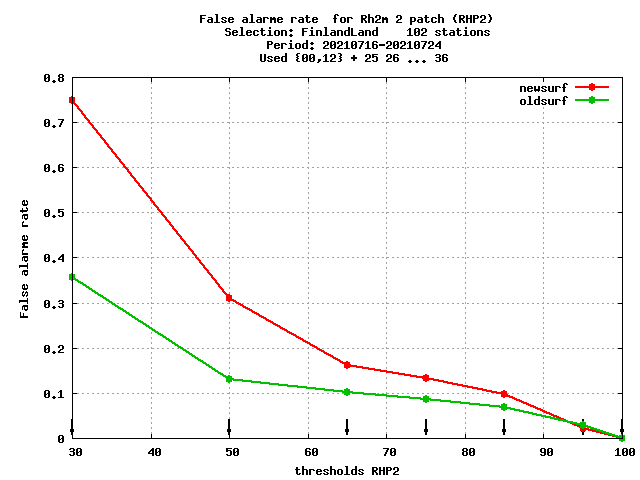 False alarme rate  for Rh2m 2 patch (RHP2)
Selection: FinlandLand    102 stations
Period: 20210716-20210724
Used {00,12} + 25 26 ... 36
newsurf
oldsurf
0.8
0.7
0.6
0.5
0.4
0.3
0.2
0.1
0
False alarme rate
30 40 50 60 70 80 90 100
thresholds RHP2